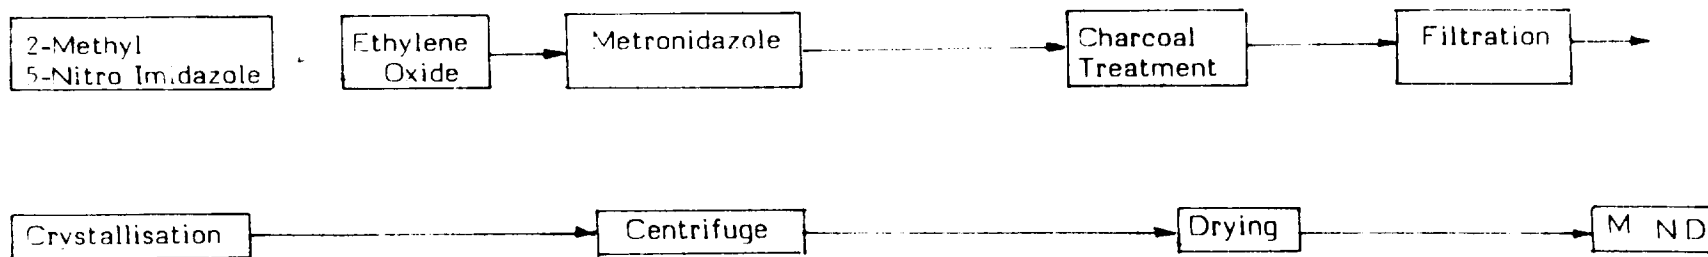 2-Methyl
5-Nitro Imidazole
Ethylene
Oxide
Metronidazole
Charcoal
Treatment
Filtration
Crystallisation
Centrifuge
Drying
M ND